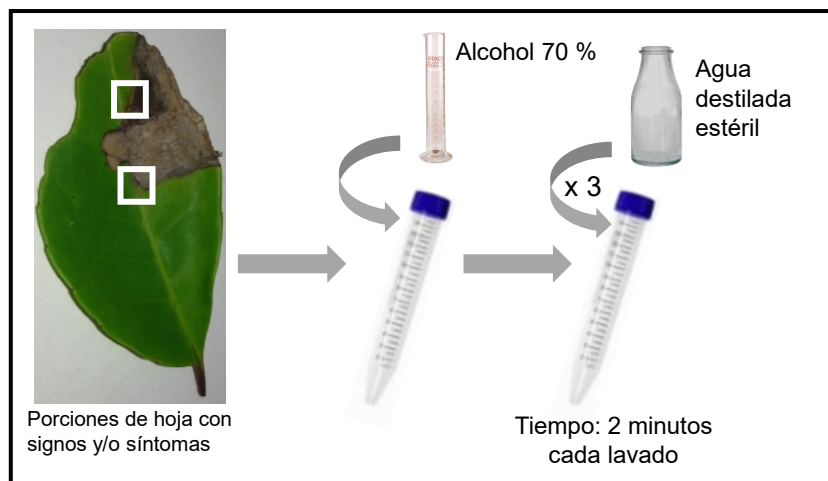 Alcohol 70 %
Agua
destilada
estéril
x 3
Porciones de hoja con
signos y/o síntomas
Tiempo: 2 minutos
cada lavado